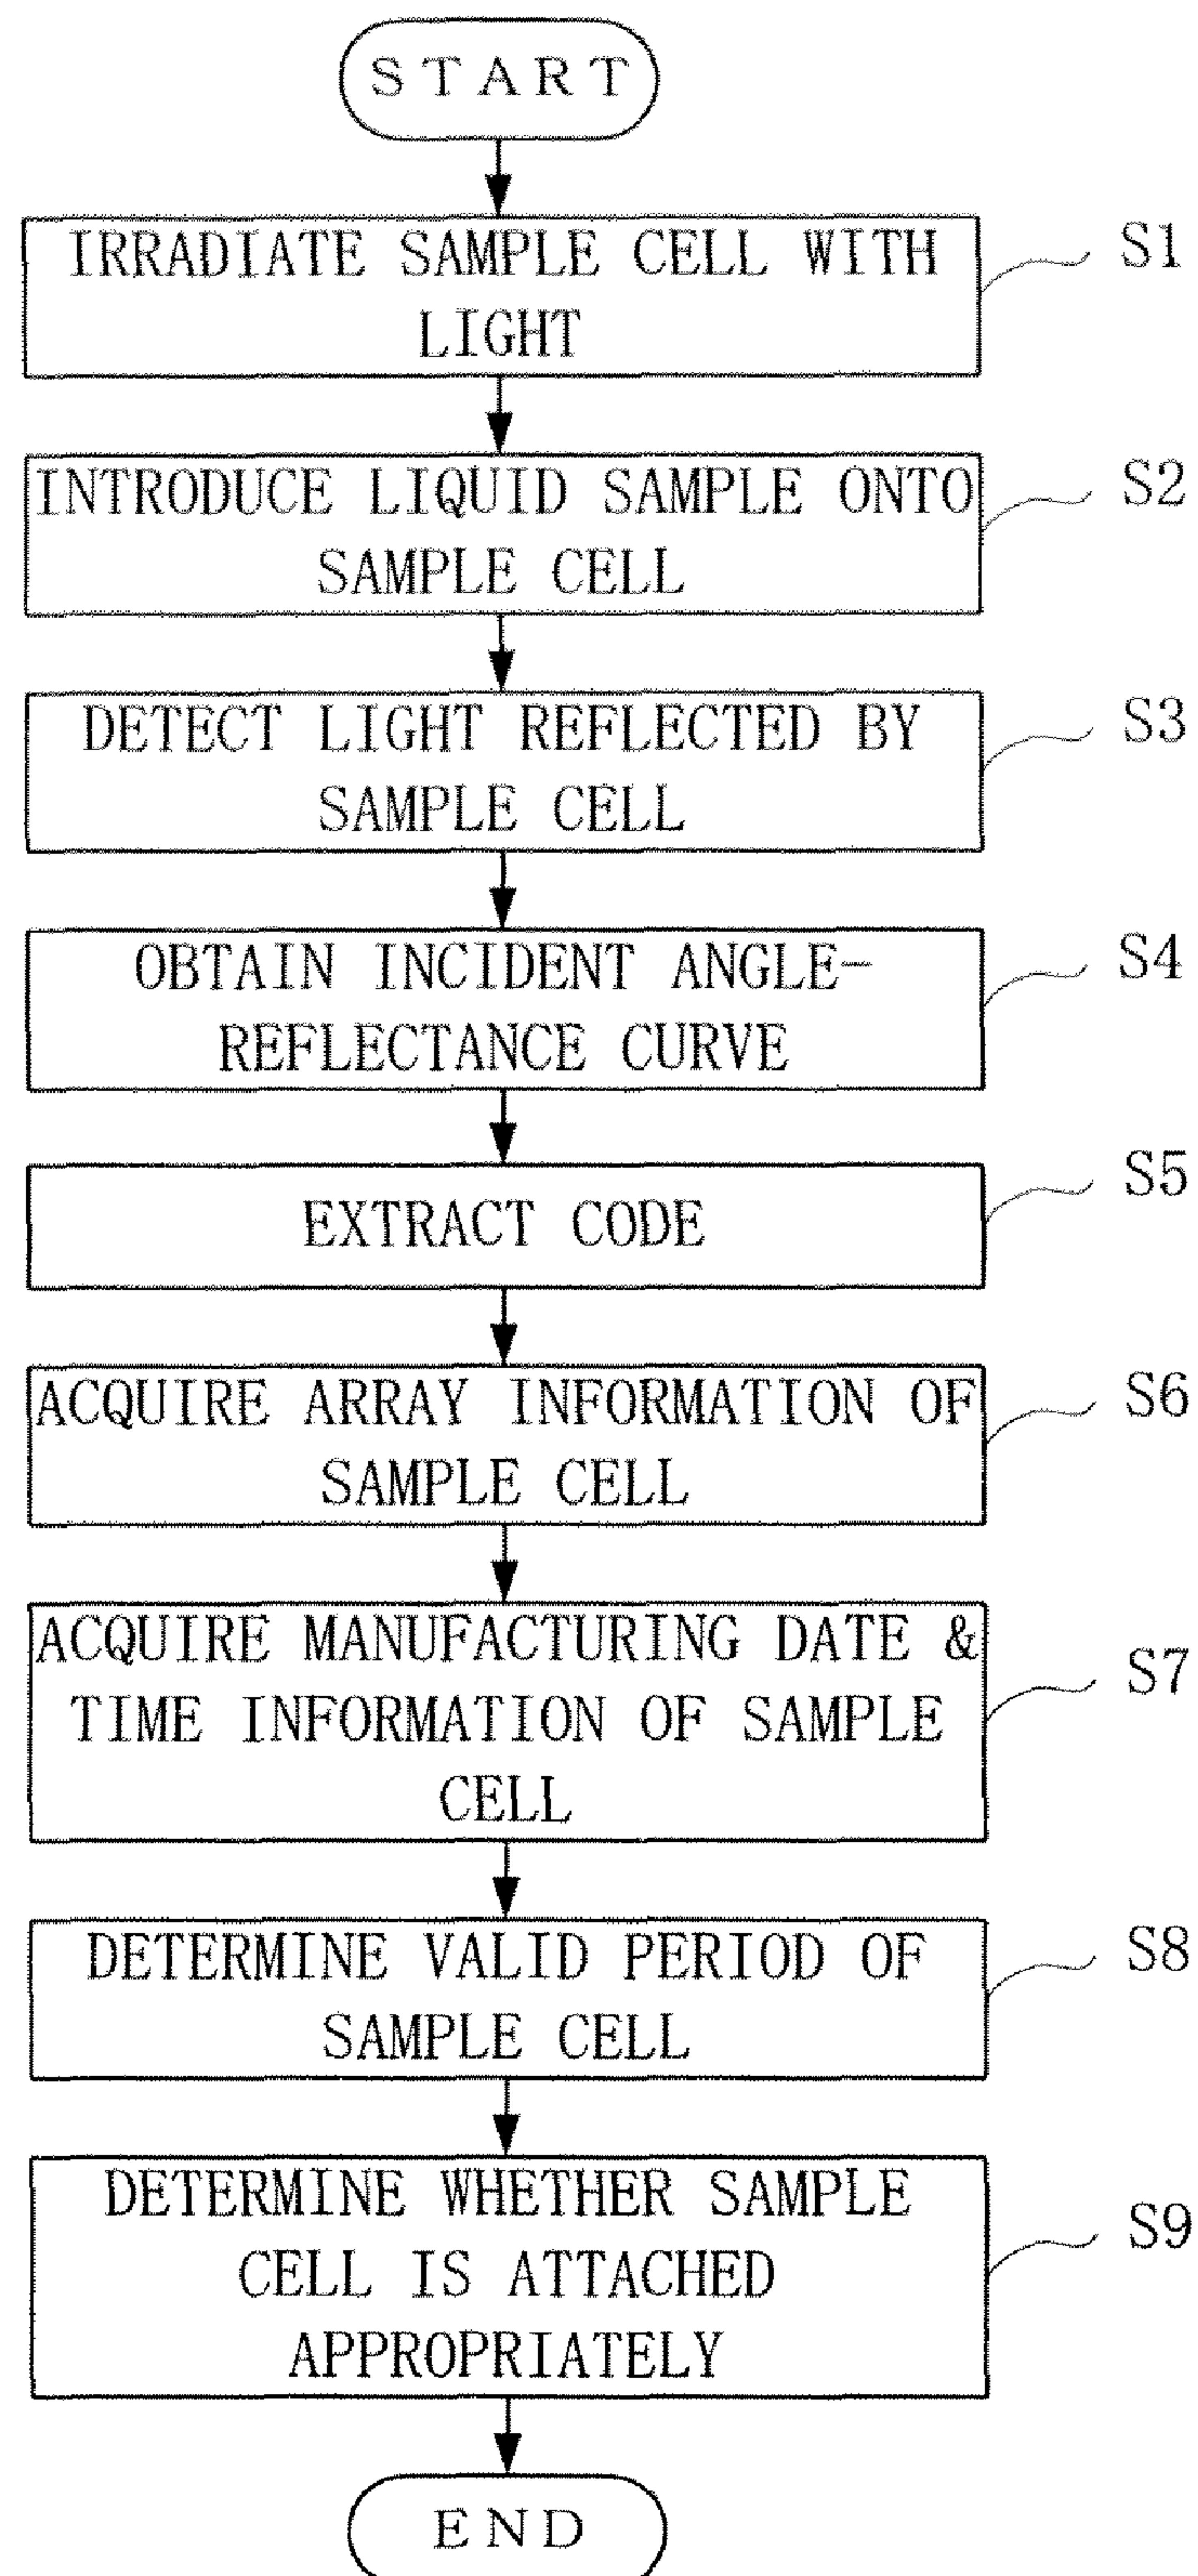 START
IRRADIATE SAMPLE CELL WITH
LIGHT
S1
INTRODUCE LIQUID SAMPLE ONTO
SAMPLE CELL
S2
DETECT LIGHT REFLECTED BY
SAMPLE CELL
S3
OBTAIN INCIDENT ANGLE-
REFLECTANCE CURVE
S4
EXTRACT CODE
S5
ACQUIRE ARRAY INFORMATION OF
SAMPLE CELL
S6
ACQUIRE MANUFACTURING DATE &
TIME INFORMATION OF SAMPLE
CELL
S7
DETERMINE VALID PERIOD OF
SAMPLE CELL
S8
DETERMINE WHETHER SAMPLE
CELL IS ATTACHED
APPROPRIATELY
S9
END